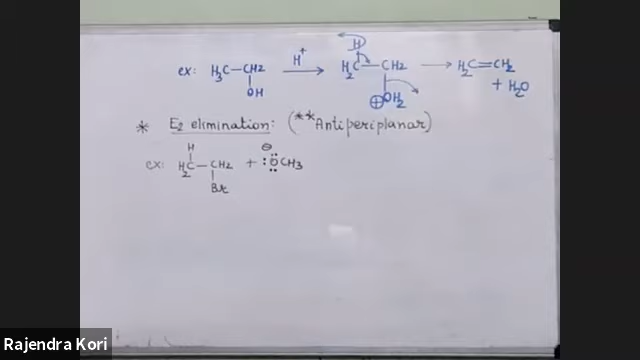 ex: H₃C—CH₂ H⁺ H H₂C—CH₂ H₂C=CH₂
OH ⊕OH₂ + H₂O
* E₂ elimination: (**Antiperiplanar)
H ⊖
ex: H₂C—CH₂ + :ÖCH₃
Br
Rajendra Kori